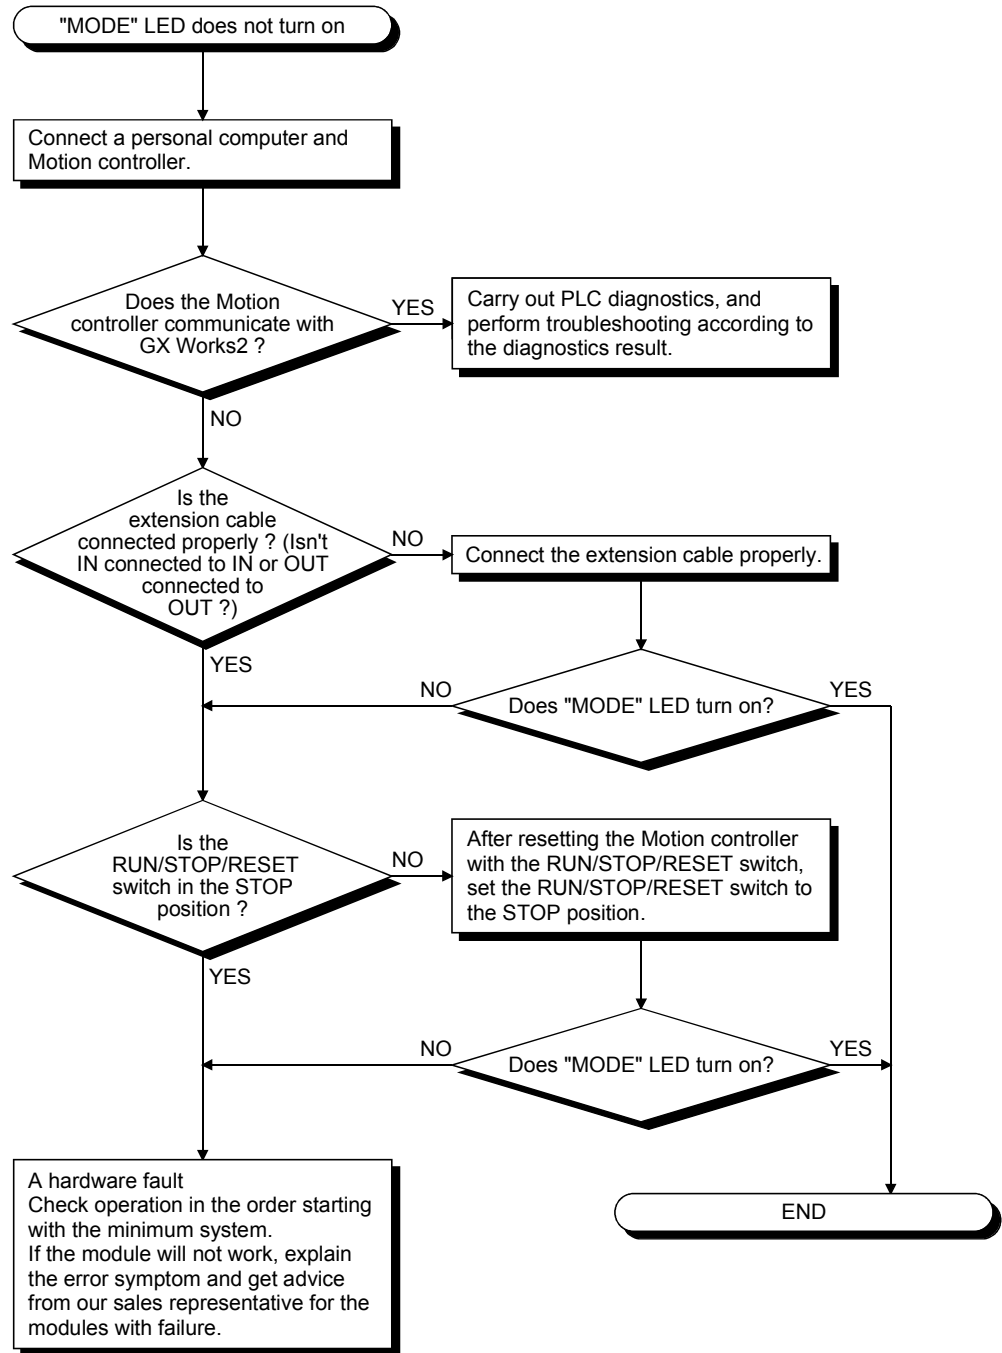 "MODE" LED does not turn on
Connect a personal computer and
Motion controller.
Does the Motion
controller communicate with
GX Works2 ?
YES
Carry out PLC diagnostics, and
perform troubleshooting according to
the diagnostics result.
NO
Is the
extension cable
connected properly ? (Isn't
IN connected to IN or OUT
connected to
OUT ?)
NO
Connect the extension cable properly.
YES
NO
Does "MODE" LED turn on?
YES
Is the
RUN/STOP/RESET
switch in the STOP
position ?
NO
After resetting the Motion controller
with the RUN/STOP/RESET switch,
set the RUN/STOP/RESET switch to
the STOP position.
YES
NO
Does "MODE" LED turn on?
YES
A hardware fault
Check operation in the order starting
with the minimum system.
If the module will not work, explain
the error symptom and get advice
from our sales representative for the
modules with failure.
END